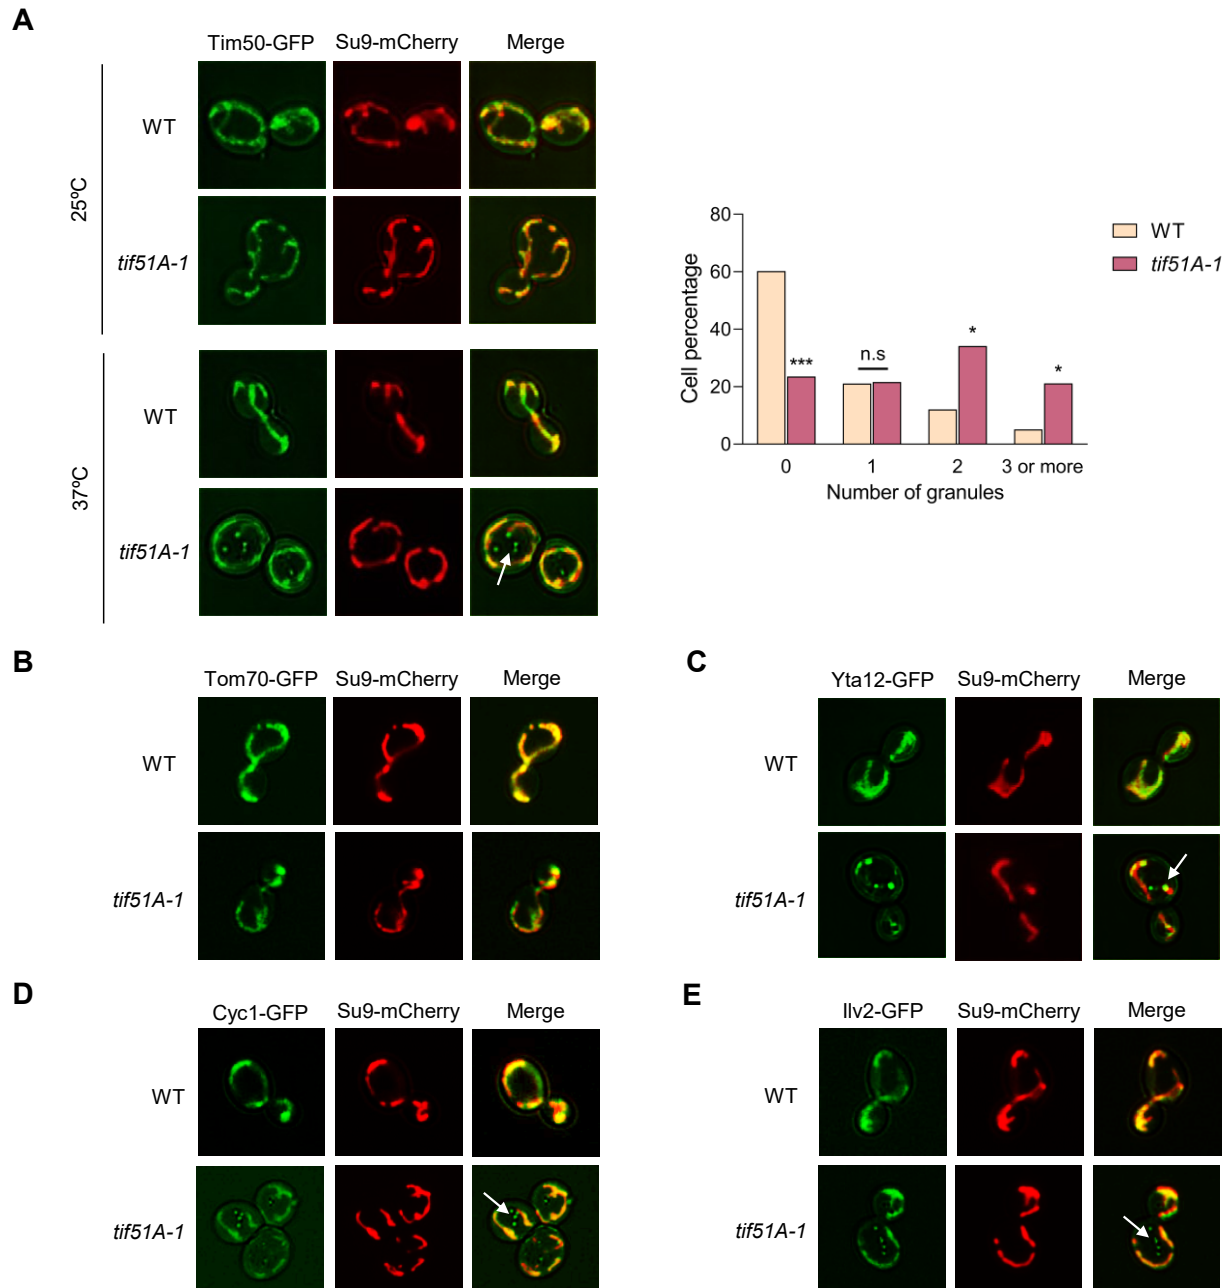 A
Tim50-GFP Su9-mCherry Merge
25ºC
WT
tif51A-1
37ºC
WT
tif51A-1
80
60
40
20
0
Cell percentage
***
n.s
*
*
0 1 2 3 or more
Number of granules
WT
tif51A-1
B
Tom70-GFP Su9-mCherry Merge
WT
tif51A-1
C
Yta12-GFP Su9-mCherry Merge
WT
tif51A-1
D
Cyc1-GFP Su9-mCherry Merge
WT
tif51A-1
E
Ilv2-GFP Su9-mCherry Merge
WT
tif51A-1